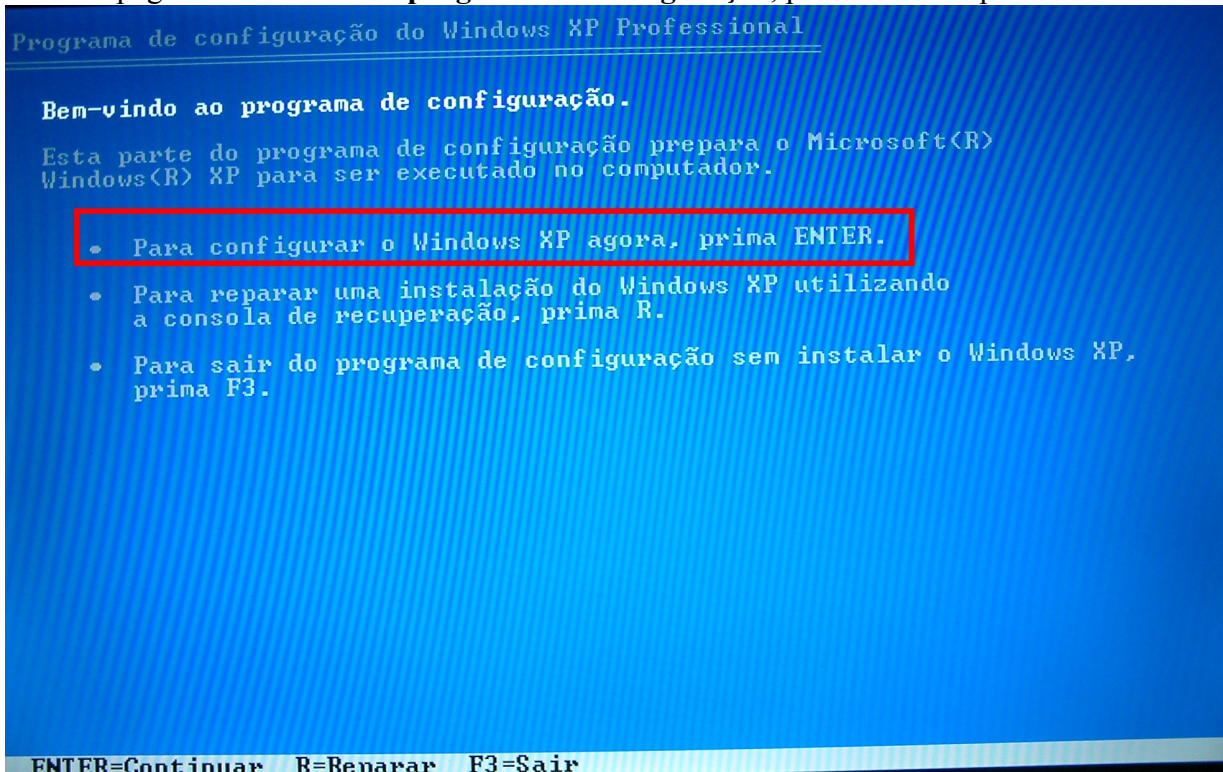 Programa de configuração do Windows XP Professional
Bem-vindo ao programa de configuração.
Esta parte do programa de configuração prepara o Microsoft(R)
Windows(R) XP para ser executado no computador.
• Para configurar o Windows XP agora, prima ENTER.
• Para reparar uma instalação do Windows XP utilizando
a consola de recuperação, prima R.
• Para sair do programa de configuração sem instalar o Windows XP,
prima F3.
ENTER=Continuar R=Reparar F3=Sair